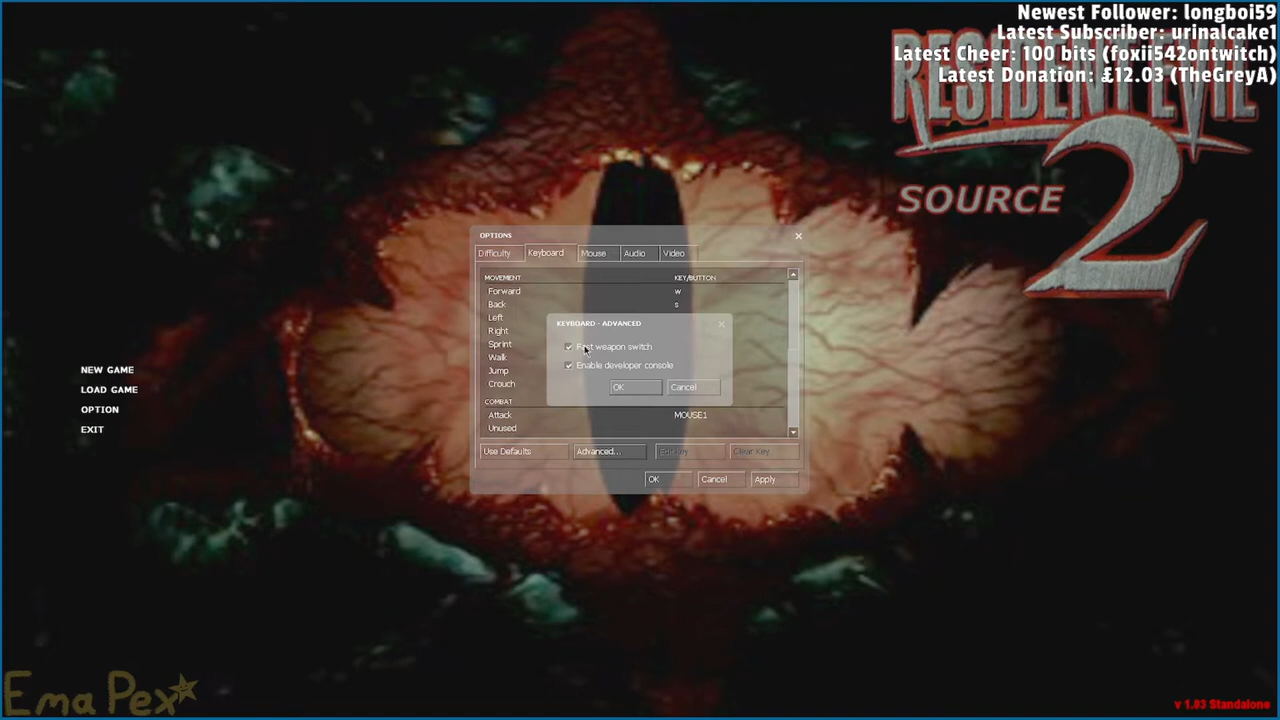 Newest Follower: longboi59
Latest Subscriber: urinalcake1
Latest Cheer: 100 bits (foxii542ontwitch)
Latest Donation: £12.03 (TheGreyA)
RESIDENT EVIL
2
SOURCE
OPTIONS
Difficulty Keyboard Mouse Audio Video
MOVEMENT KEY/BUTTON
Forward w
Back s
Left
Right
Sprint
Walk
Jump
Crouch
COMBAT
Attack MOUSE1
Unused
KEYBOARD - ADVANCED
Fast weapon switch
Enable developer console
OK Cancel
Use Defaults Advanced... Edit key Clear Key
OK Cancel Apply
NEW GAME
LOAD GAME
OPTION
EXIT
Ema Pex
v 1.03 Standalone